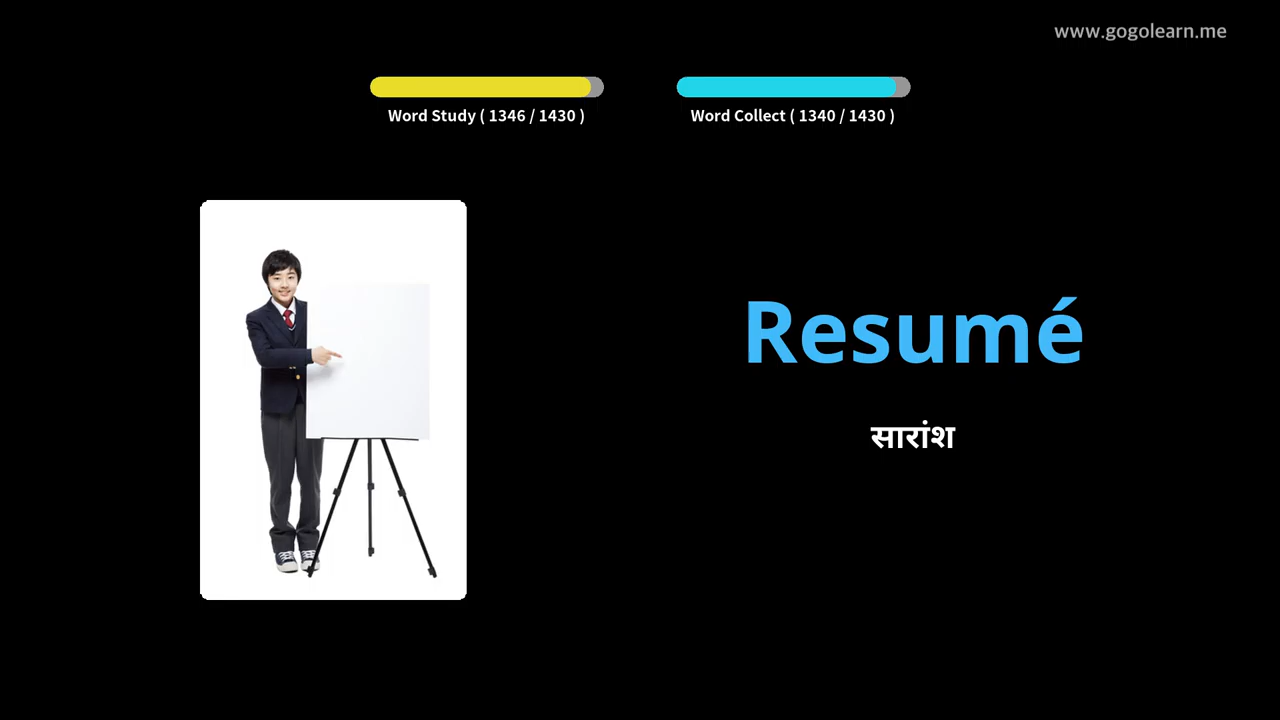 www.gogolearn.me
Word Study ( 1346 / 1430 )
Word Collect ( 1340 / 1430 )
Resumé
सारांश